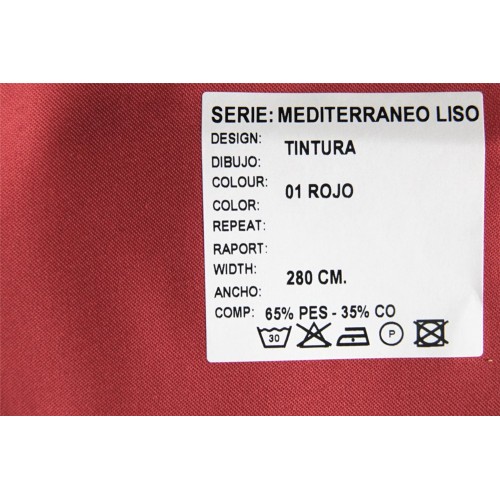 SERIE: MEDITERRANEO LISO
DESIGN:
DIBUJO: TINTURA
COLOUR:
COLOR: 01 ROJO
REPEAT:
RAPORT:
WIDTH:
ANCHO: 280 CM.
COMP: 65% PES - 35% CO
30 P